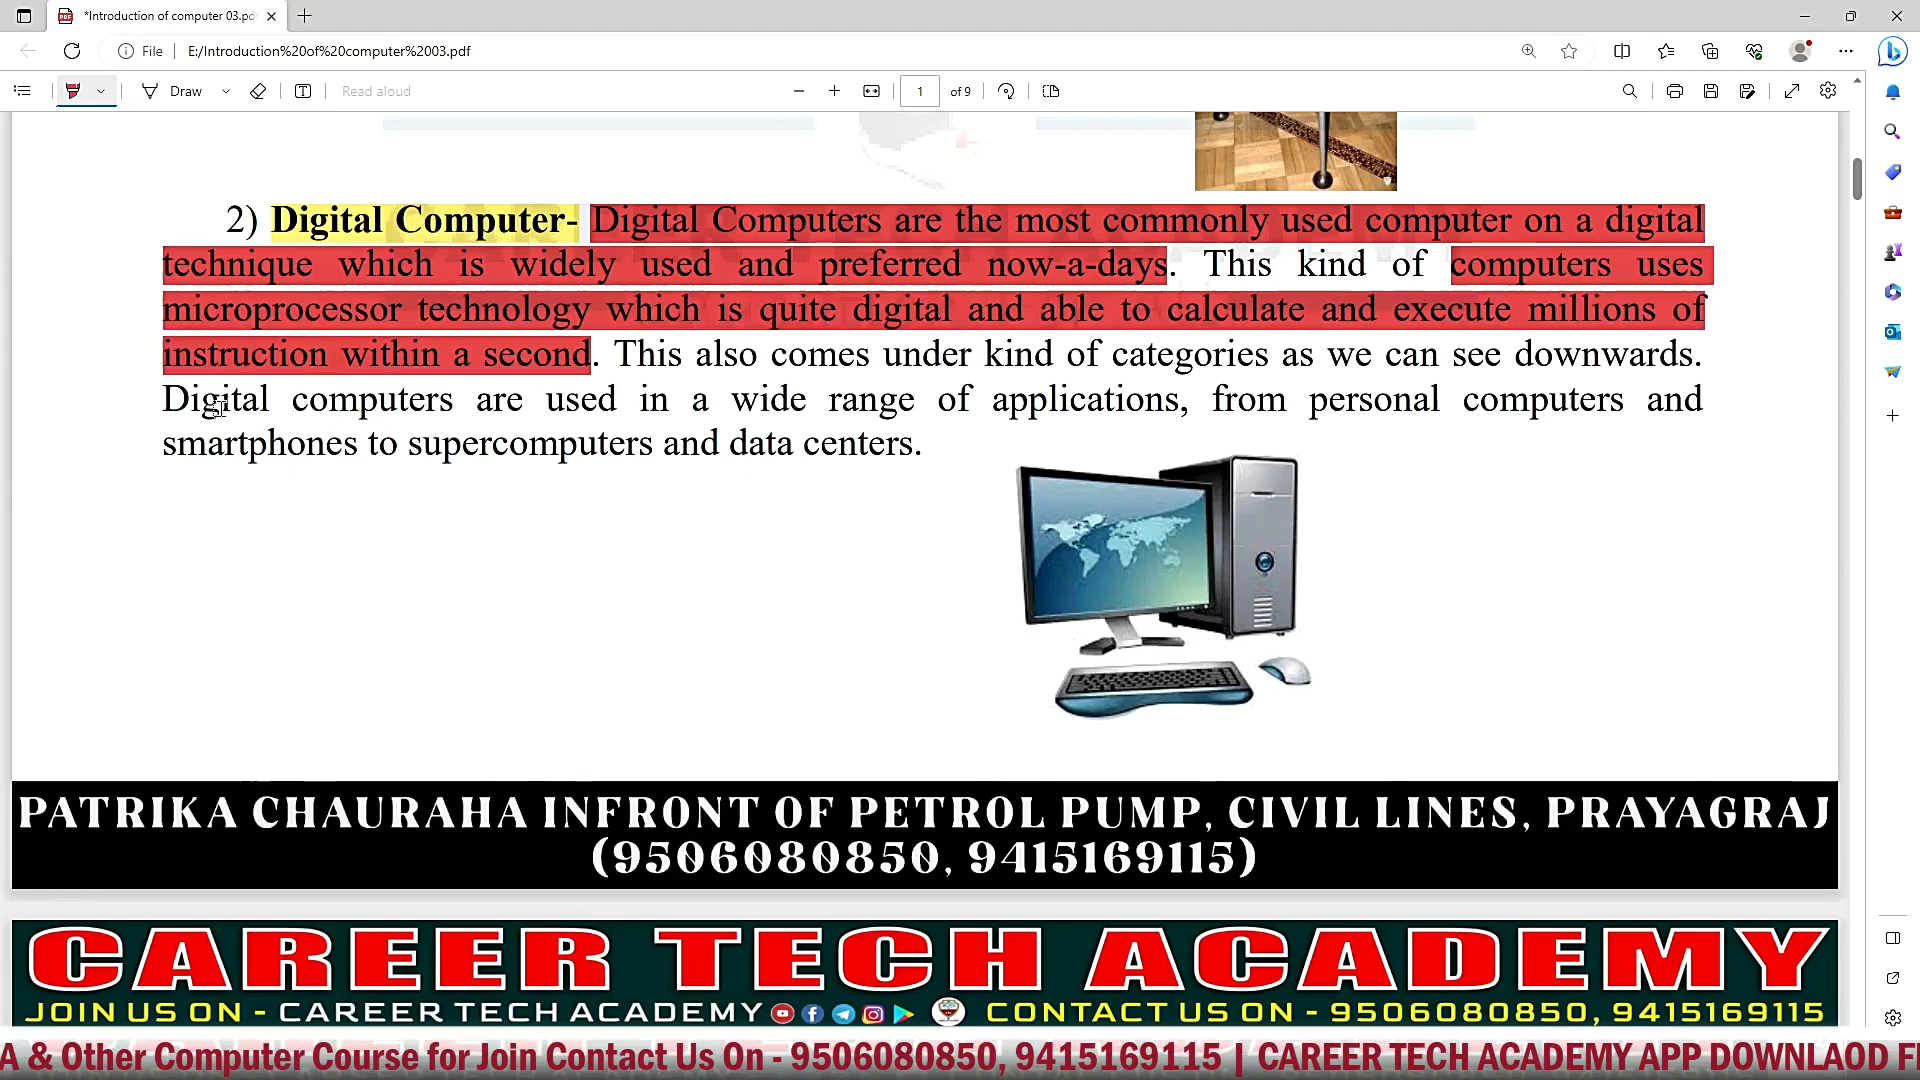 *Introduction of computer 03.pd
File
E:/Introduction%20of%20computer%2003.pdf
Draw
Read aloud
1
of 9
2) Digital Computer- Digital Computers are the most commonly used computer on a digital
technique which is widely used and preferred now-a-days. This kind of computers uses
microprocessor technology which is quite digital and able to calculate and execute millions of
instruction within a second. This also comes under kind of categories as we can see downwards.
Digital computers are used in a wide range of applications, from personal computers and
smartphones to supercomputers and data centers.
PATRIKA CHAURAHA INFRONT OF PETROL PUMP, CIVIL LINES, PRAYAGRAJ
(9506080850, 9415169115)
CAREER TECH ACADEMY
JOIN US ON - CAREER TECH ACADEMY
CONTACT US ON - 9506080850, 9415169115
A & Other Computer Course for Join Contact Us On - 9506080850, 9415169115 | CAREER TECH ACADEMY APP DOWNLAOD F